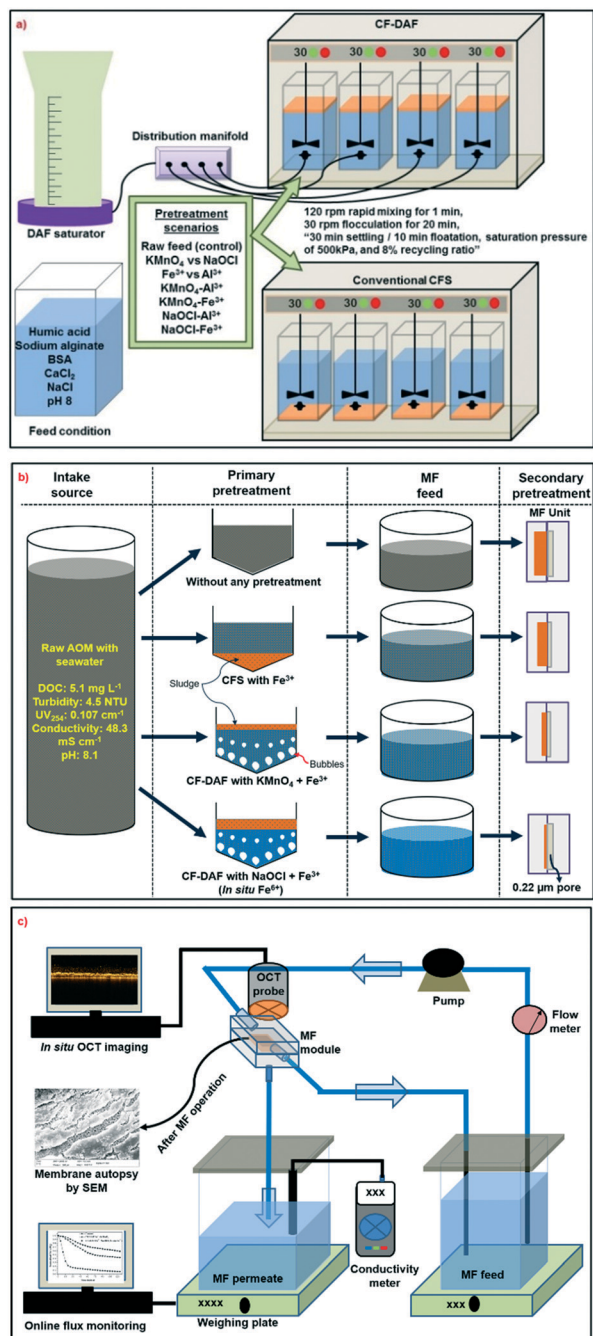 a)
CF-DAF
30 30 30 30
Distribution manifold
DAF saturator
Pretreatment
scenarios
Raw feed (control)
KMnO₄ vs NaOCl
Fe³⁺ vs Al³⁺
KMnO₄-Al³⁺
KMnO₄-Fe³⁺
NaOCl-Al³⁺
NaOCl-Fe³⁺
120 rpm rapid mixing for 1 min,
30 rpm flocculation for 20 min,
“30 min settling / 10 min floatation, saturation pressure
of 500kPa, and 8% recycling ratio”
Conventional CFS
30 30 30 30
Humic acid
Sodium alginate
BSA
CaCl₂
NaCl
pH 8
Feed condition
b)
Intake
source
Primary
pretreatment
MF
feed
Secondary
pretreatment
MF Unit
Without any pretreatment
Raw AOM with
seawater
DOC: 5.1 mg L⁻¹
Turbidity: 4.5 NTU
UV₂₅₄: 0.107 cm⁻¹
Conductivity: 48.3
mS cm⁻¹
pH: 8.1
CFS with Fe³⁺
Sludge
Bubbles
CF-DAF with KMnO₄ + Fe³⁺
CF-DAF with NaOCl + Fe³⁺
(In situ Fe⁶⁺)
0.22 µm pore
c)
OCT
probe
Pump
Flow
meter
In situ OCT imaging
MF
module
After MF operation
Membrane autopsy
by SEM
xxx
MF permeate
Conductivity
meter
MF feed
xxxx
xxx
Online flux monitoring
Weighing plate